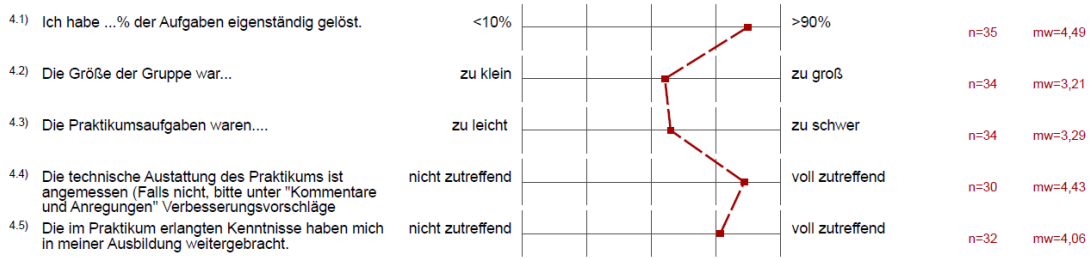 4.1) Ich habe ...% der Aufgaben eigenständig gelöst. <10% >90% n=35 mw=4,49
4.2) Die Größe der Gruppe war... zu klein zu groß n=34 mw=3,21
4.3) Die Praktikumsaufgaben waren.... zu leicht zu schwer n=34 mw=3,29
4.4) Die technische Austattung des Praktikums ist nicht zutreffend voll zutreffend n=30 mw=4,43
angemessen (Falls nicht, bitte unter "Kommentare
und Anregungen" Verbesserungsvorschläge
4.5) Die im Praktikum erlangten Kenntnisse haben mich nicht zutreffend voll zutreffend n=32 mw=4,06
in meiner Ausbildung weitergebracht.